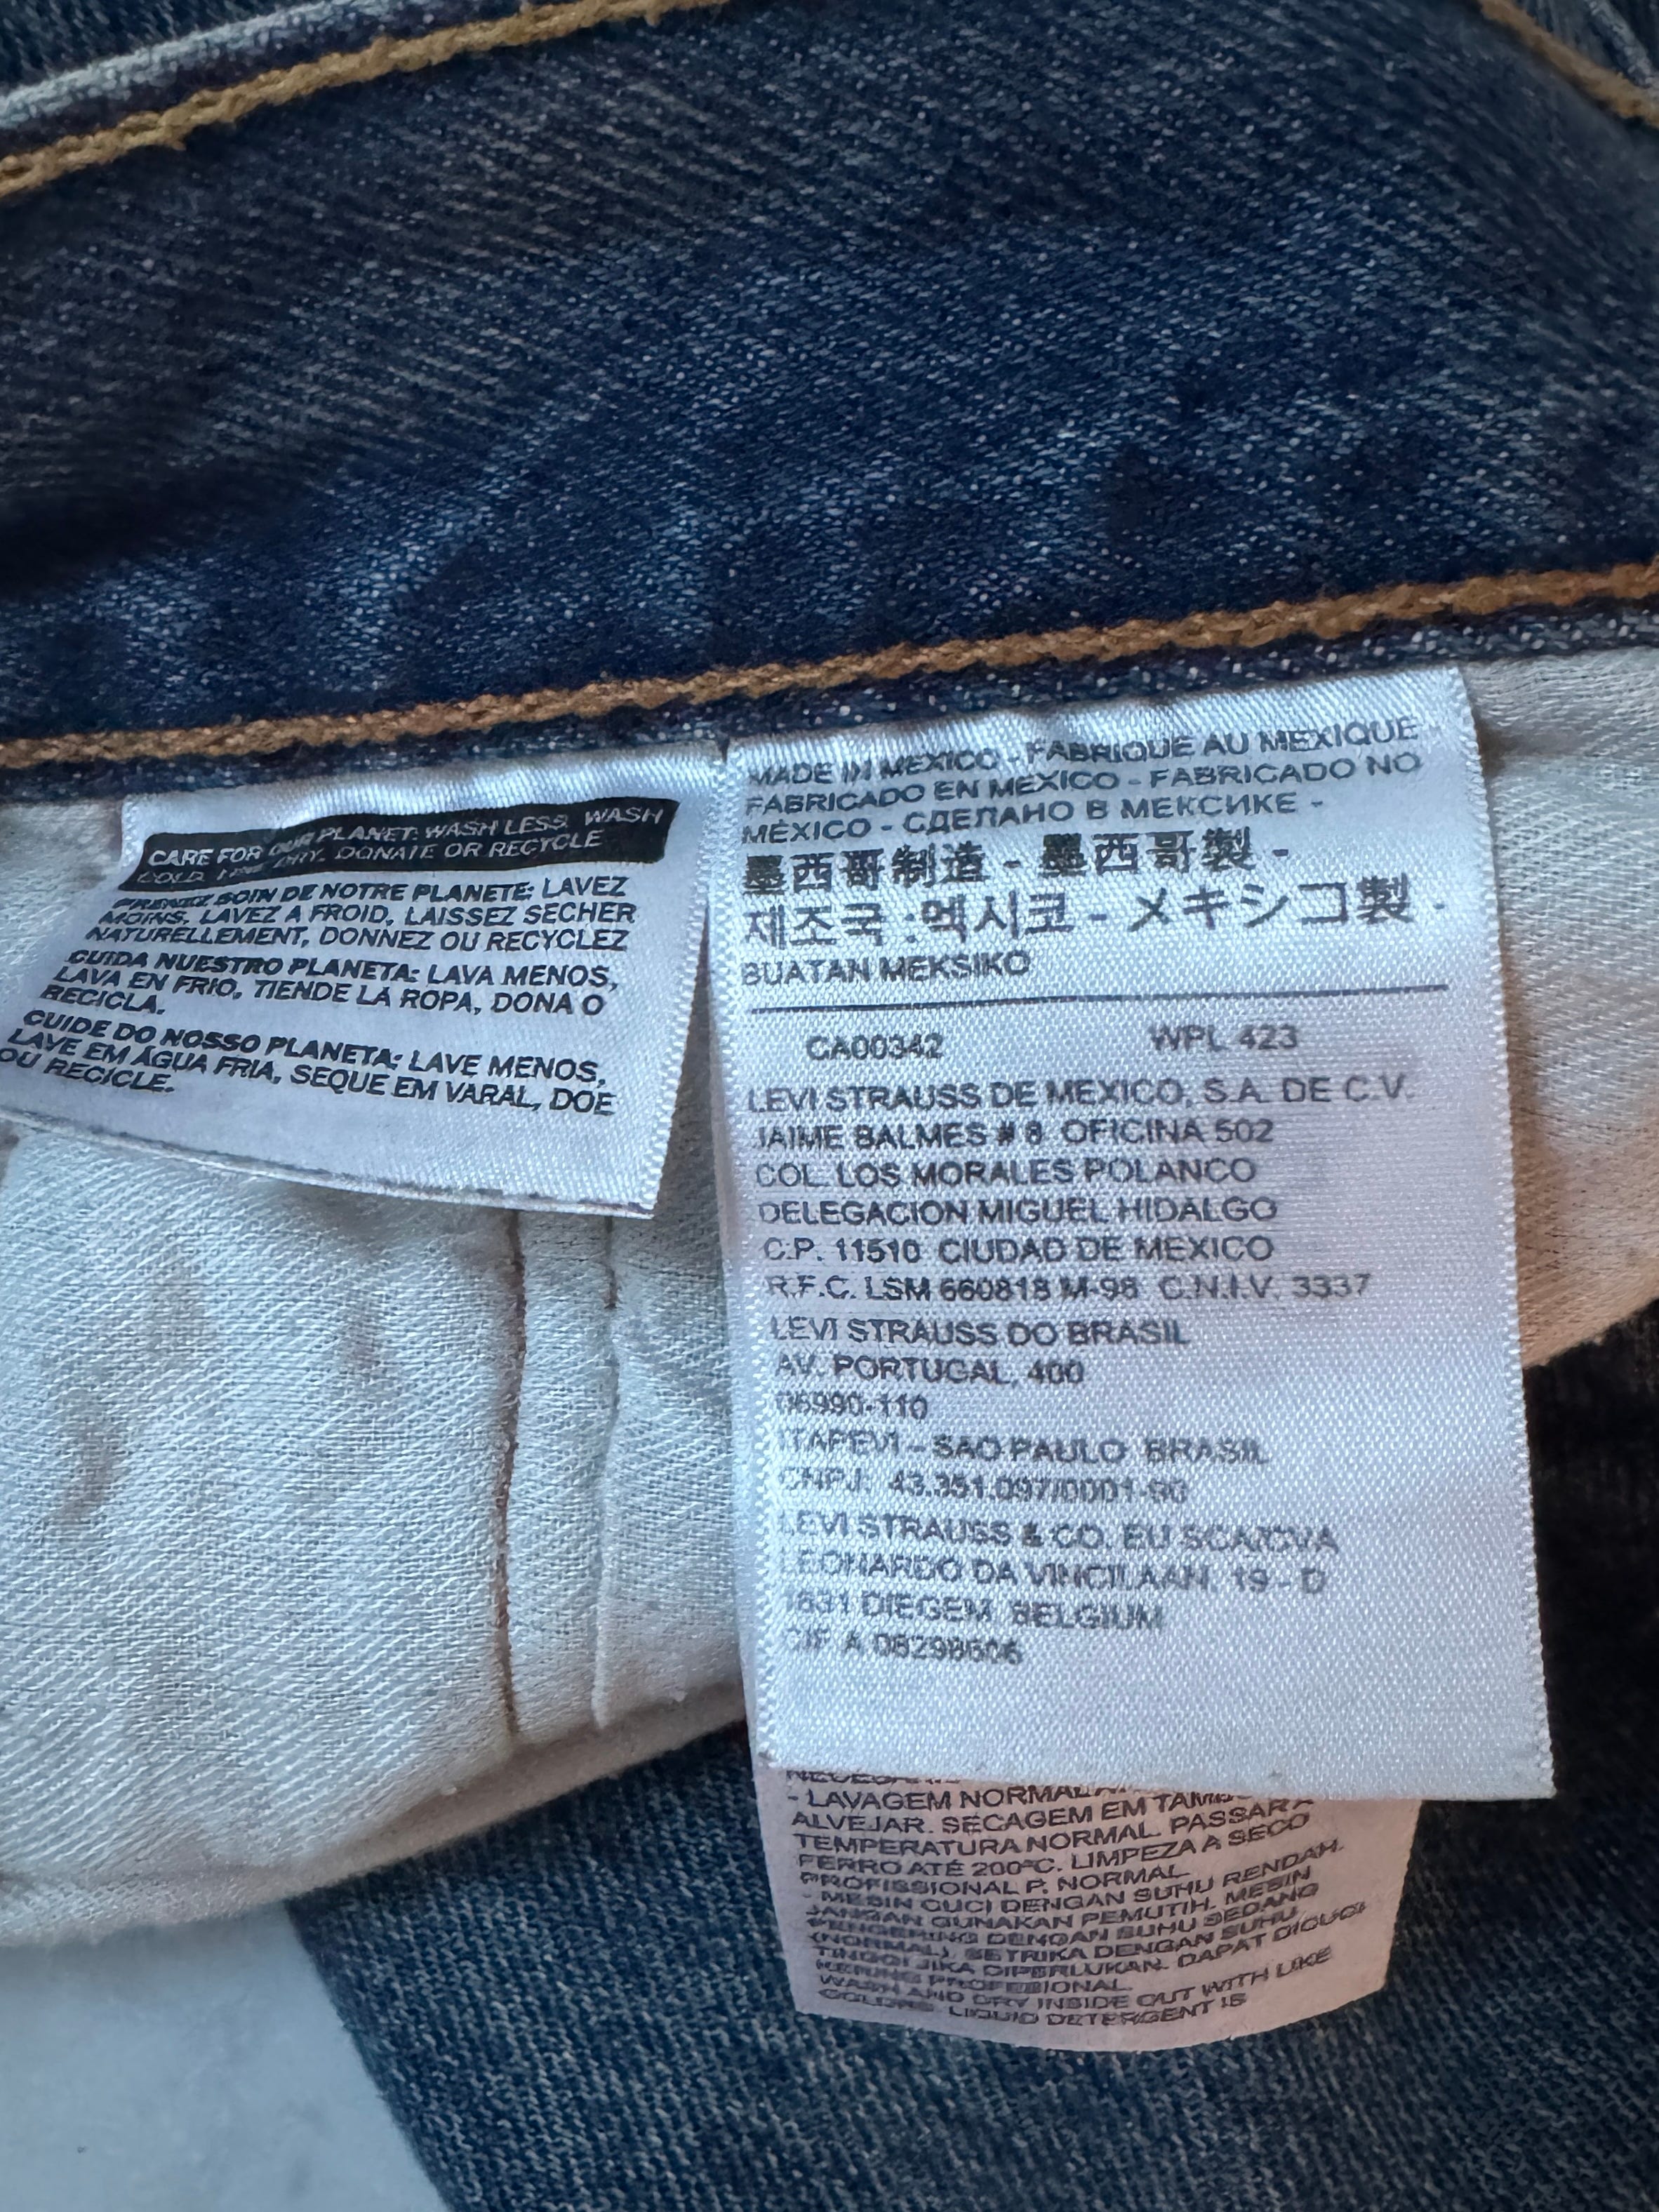 CARE FOR OUR PLANET: WASH LESS, WASH
COLD, LINE DRY, DONATE OR RECYCLE
PRENEZ SOIN DE NOTRE PLANETE: LAVEZ
MOINS, LAVEZ A FROID, LAISSEZ SECHER
NATURELLEMENT, DONNEZ OU RECYCLEZ
CUIDA NUESTRO PLANETA: LAVA MENOS,
LAVA EN FRIO, TIENDE LA ROPA, DONA O
RECICLA.
CUIDE DO NOSSO PLANETA: LAVE MENOS,
LAVE EM ÁGUA FRIA, SEQUE EM VARAL, DOE
OU RECICLE.
MADE IN MEXICO - FABRIQUE AU MEXIQUE -
FABRICADO EN MEXICO - FABRICADO NO
MÉXICO - СДЕЛАНО В МЕКСИКЕ -
墨西哥制造 - 墨西哥製 -
제조국 :멕시코 - メキシコ製 -
BUATAN MEKSIKO
CA00342 WPL 423
LEVI STRAUSS DE MEXICO, S.A. DE C.V.
JAIME BALMES # 8 OFICINA 502
COL. LOS MORALES POLANCO
DELEGACION MIGUEL HIDALGO
C.P. 11510 CIUDAD DE MEXICO
R.F.C. LSM 660818 M-98 C.N.I.V. 3337
LEVI STRAUSS DO BRASIL
AV. PORTUGAL, 400
06990-110
ITAPEVI - SAO PAULO BRASIL
CNPJ: 43.351.097/0001-90
LEVI STRAUSS & CO. EU SCA/CVA
LEONARDO DA VINCILAAN, 19 - D
1831 DIEGEM, BELGIUM
CIF A 08298606
- LAVAGEM NORMAL
ALVEJAR. SECAGEM EM
TEMPERATURA NORMAL. PASSAR A
FERRO ATÉ 200ºC. LIMPEZA A SECO
PROFISSIONAL P. NORMAL.
- MESIN CUCI DENGAN SUHU RENDAH.
JANGAN GUNAKAN PEMUTIH. MESIN
PENGERING DENGAN SUHU SEDANG
(NORMAL). SETRIKA DENGAN SUHU
TINGGI JIKA DIPERLUKAN. DAPAT DICUCI
KERING PROFESIONAL.
WASH AND DRY INSIDE OUT WITH LIKE
COLORS. LIQUID DETERGENT IS